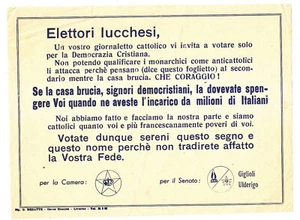 Elettori lucchesi,
Un vostro giornaletto cattolico vi invita a votare solo
per la Democrazia Cristiana.
Non potendo qualificare i monarchici come anticattolici
li attacca perchè pensano (dice questo foglietto) al secon-
dario mentre la casa brucia. CHE CORAGGIO!
Se la casa brucia, signori democristiani, la dovevate spen-
gere Voi quando ne aveste l'incarico da milioni di Italiani
Noi abbiamo fatto e facciamo la nostra parte e siamo
cattolici quanto voi e più francescanamente poveri di voi.
Votate dunque sereni questo segno e
questo nome perchè non tradirete affatto
la Vostra Fede.
per la Camera:
per il Senato:
Giglioli
Ulderigo